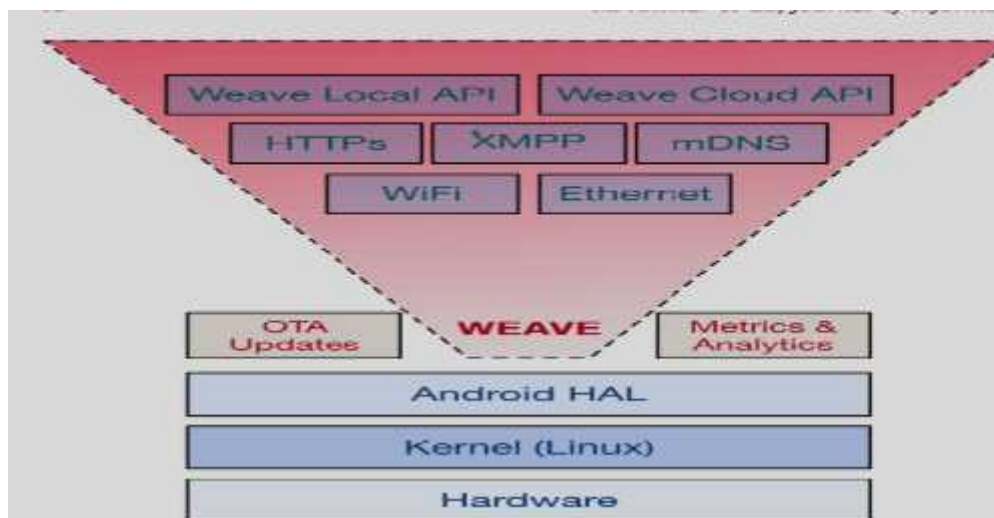 Weave Local API Weave Cloud API
HTTPs XMPP mDNS
WiFi Ethernet
OTA
Updates
WEAVE
Metrics &
Analytics
Android HAL
Kernel (Linux)
Hardware